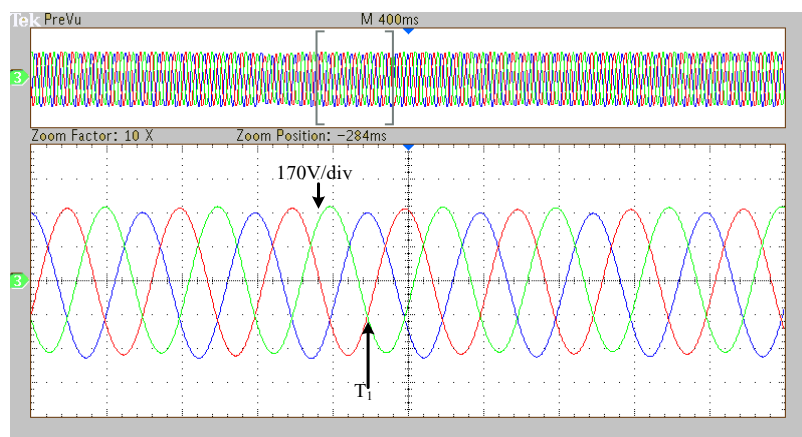 Tek PreVu M 400ms
3
Zoom Factor: 10 X Zoom Position: -284ms
170V/div
3
T1